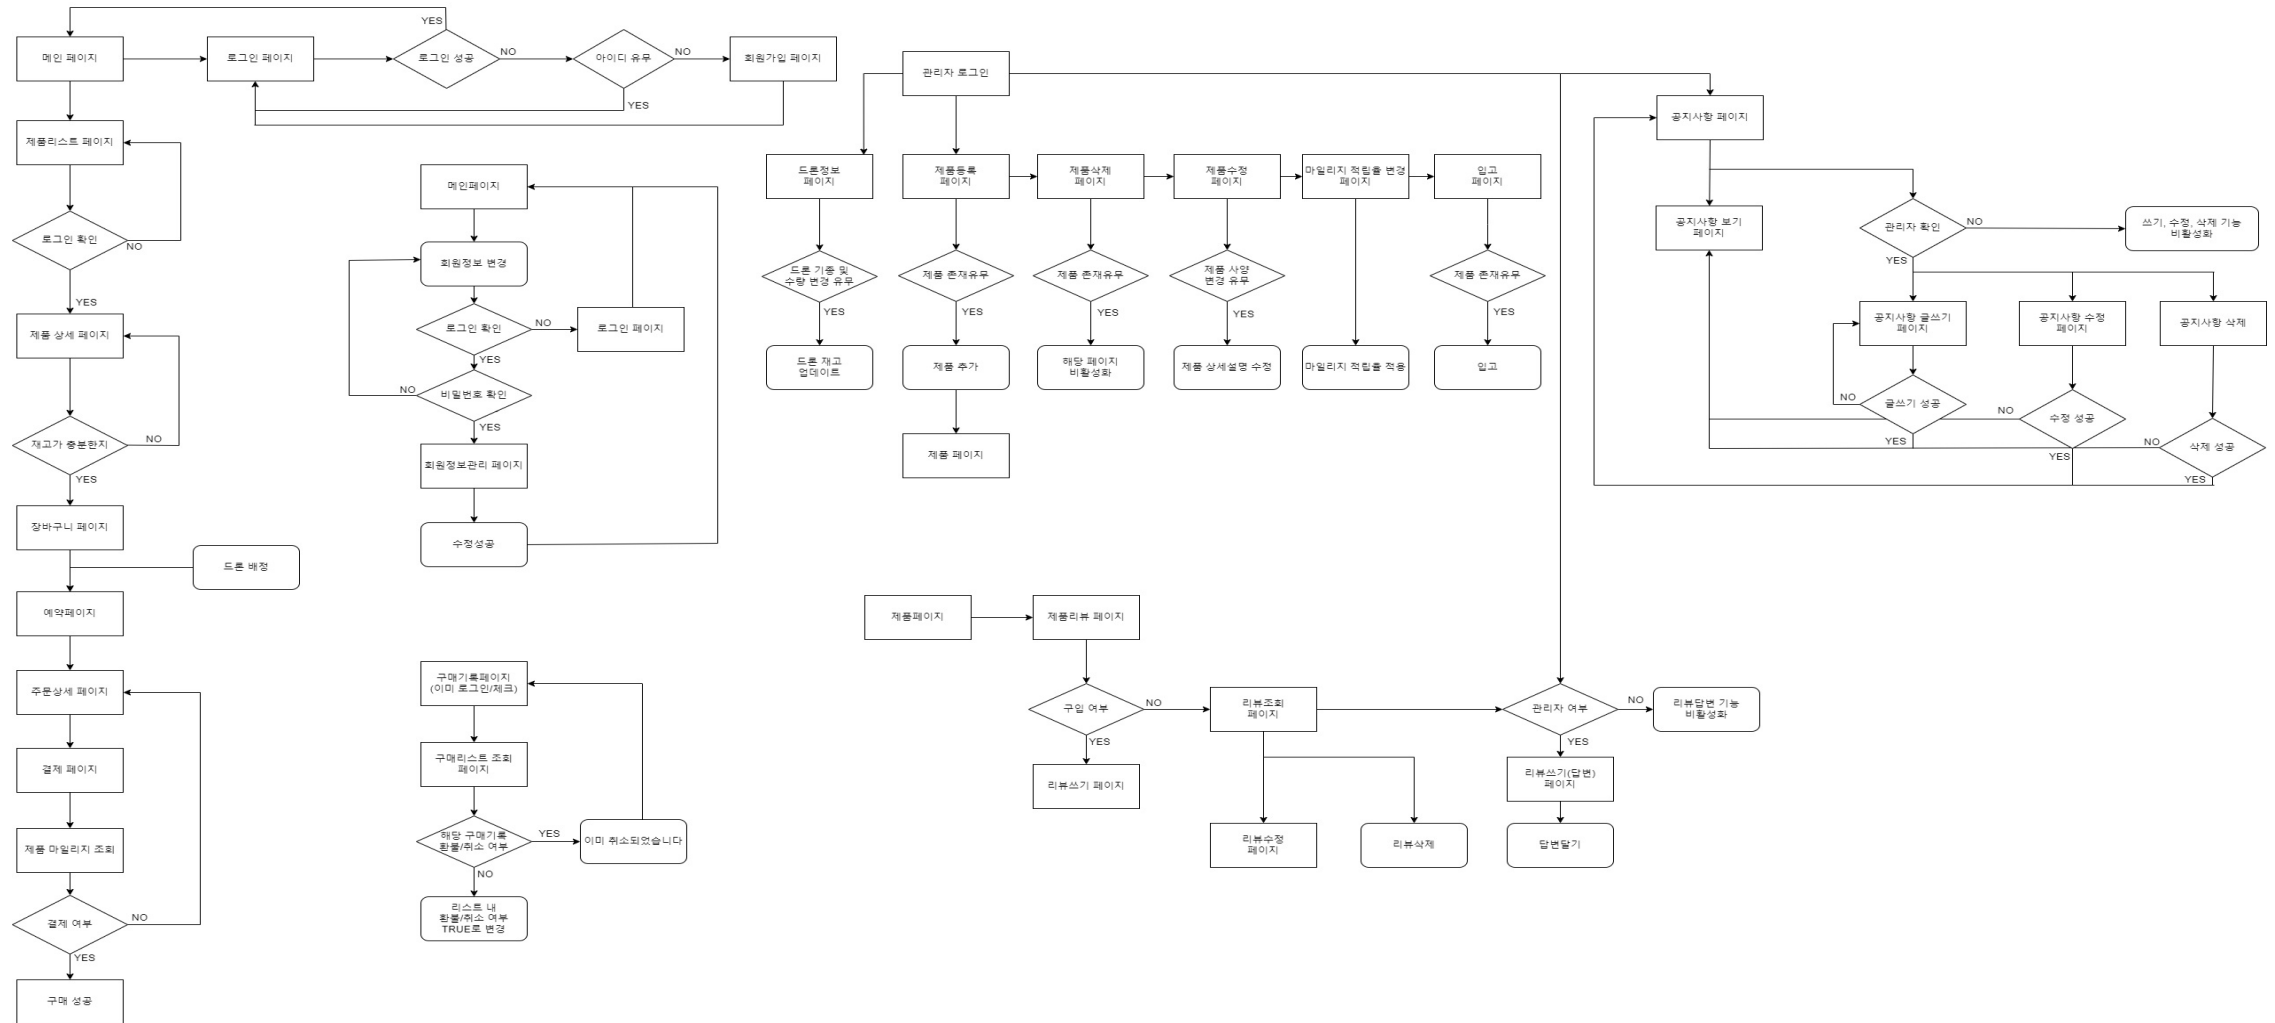 YES
메인 페이지
로그인 페이지
로그인 성공
NO
아이디 유무
NO
회원가입 페이지
YES
제품리스트 페이지
로그인 확인
NO
YES
제품 상세 페이지
재고가 충분한지
NO
YES
장바구니 페이지
드론 배정
예약페이지
주문상세 페이지
결제 페이지
제품 마일리지 조회
결제 여부
NO
YES
구매 성공
메인페이지
회원정보 변경
로그인 확인
NO
로그인 페이지
YES
비밀번호 확인
NO
YES
회원정보관리 페이지
수정성공
구매기록페이지
(이미 로그인/체크)
구매리스트 조회
페이지
해당 구매기록
환불/취소 여부
YES
이미 취소되었습니다
NO
리스트 내
환불/취소 여부
TRUE로 변경
관리자 로그인
드론정보
페이지
제품등록
페이지
제품삭제
페이지
제품수정
페이지
마일리지 적립율 변경
페이지
입고
페이지
드론 기종 및
수량 변경 유무
제품 존재유무
제품 존재유무
제품 사양
변경 유무
제품 존재유무
YES
YES
YES
YES
YES
드론 재고
업데이트
제품 추가
해당 페이지
비활성화
제품 상세설명 수정
마일리지 적립율 적용
입고
제품 페이지
공지사항 페이지
공지사항 보기
페이지
관리자 확인
NO
쓰기, 수정, 삭제 기능
비활성화
YES
공지사항 글쓰기
페이지
공지사항 수정
페이지
공지사항 삭제
글쓰기 성공
NO
YES
수정 성공
NO
YES
삭제 성공
NO
YES
제품페이지
제품리뷰 페이지
구입 여부
NO
리뷰조회
페이지
관리자 여부
NO
리뷰답변 기능
비활성화
YES
YES
리뷰쓰기 페이지
리뷰쓰기(답변)
페이지
리뷰수정
페이지
리뷰삭제
답변달기